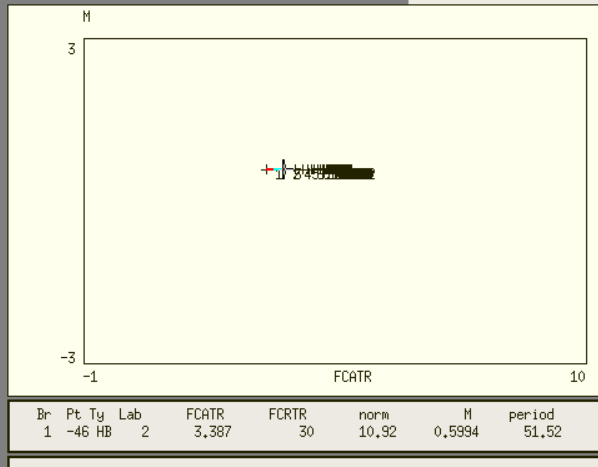 M
3
-3
-1 FCATR 10
Br Pt Ty Lab FCATR FCRTR norm M period
1 -46 HB 2 3.387 30 10.92 0.5994 51.52